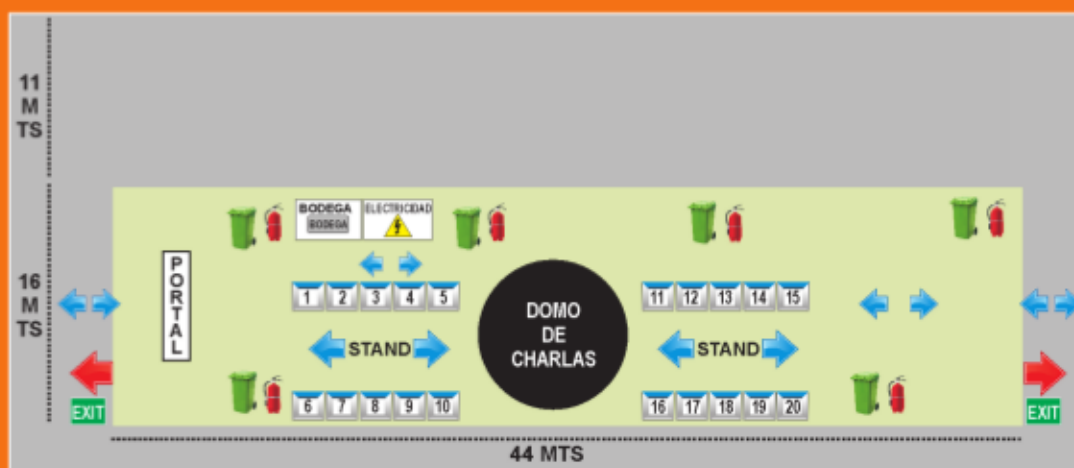 11
M
TS
BODEGA
BODEGA
ELECTRICIDAD
PORTAL
16
M
TS
1 2 3 4 5
11 12 13 14 15
DOMO
DE
CHARLAS
STAND
STAND
6 7 8 9 10
16 17 18 19 20
EXIT
EXIT
44 MTS